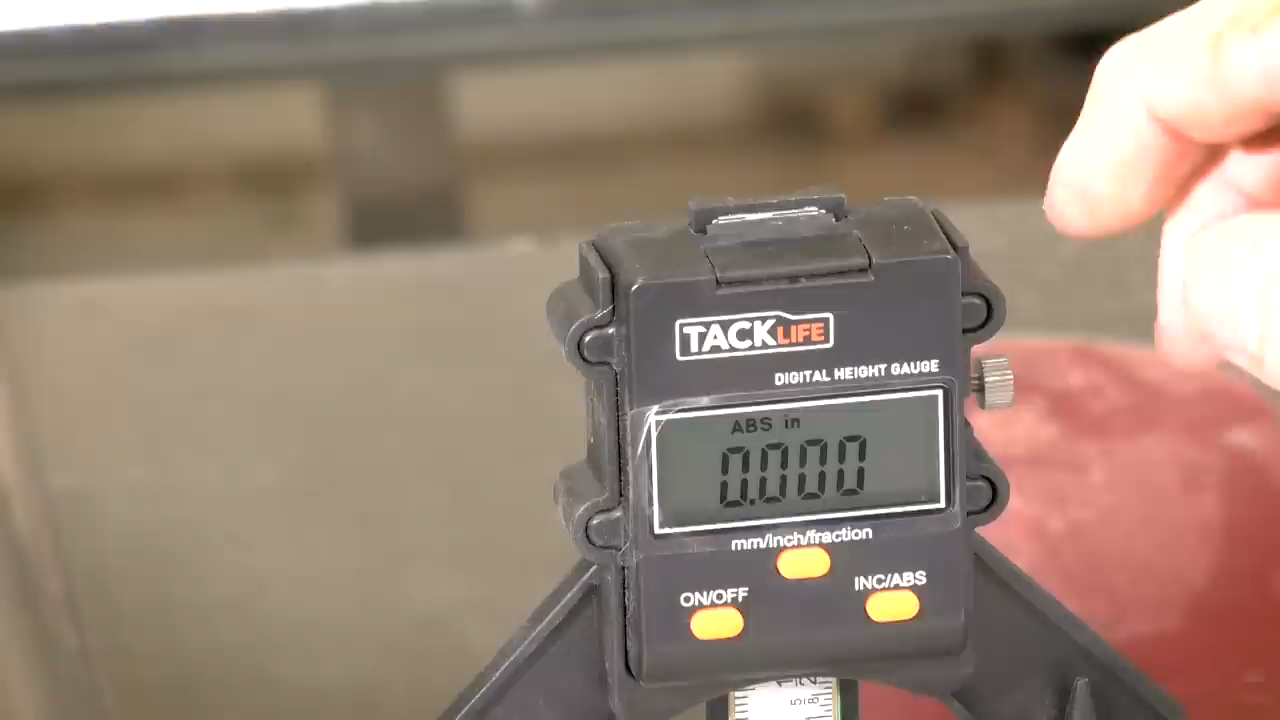 TACKLIFE
DIGITAL HEIGHT GAUGE
ABS in
0.000
mm/inch/fraction
ON/OFF
INC/ABS